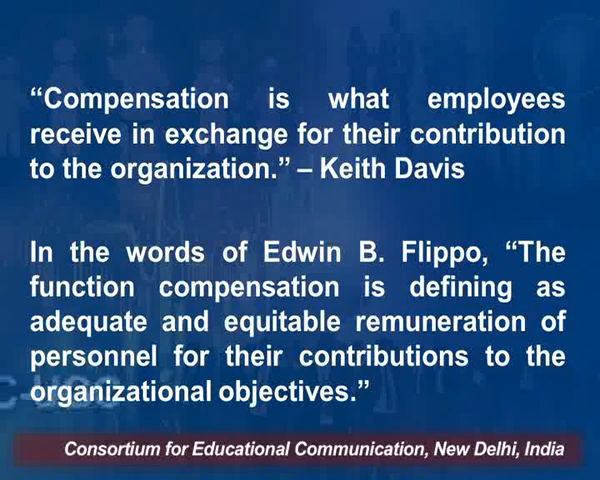 “Compensation is what employees
receive in exchange for their contribution
to the organization.” – Keith Davis
In the words of Edwin B. Flippo, “The
function compensation is defining as
adequate and equitable remuneration of
personnel for their contributions to the
organizational objectives.”
Consortium for Educational Communication, New Delhi, India